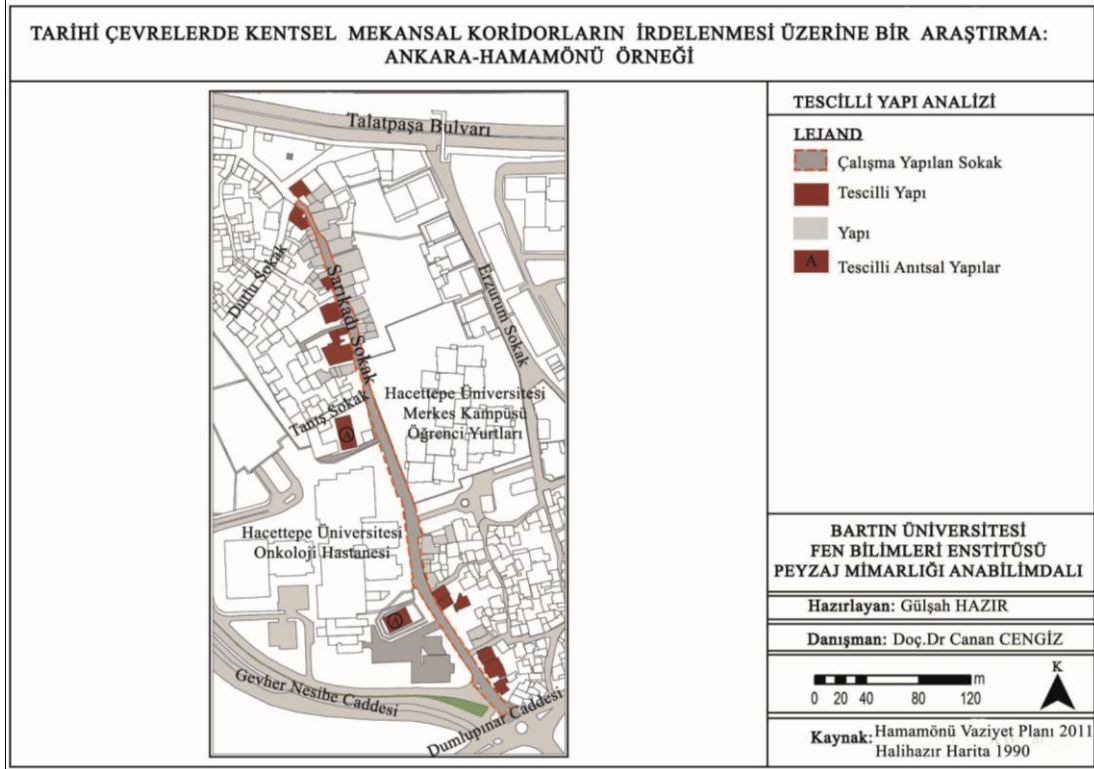 TARİHİ ÇEVRELERDE KENTSEL MEKANSAL KORİDORLARIN İRDELENMESİ ÜZERİNE BİR ARAŞTIRMA:
ANKARA-HAMAMÖNÜ ÖRNEĞİ
Talatpaşa Bulvarı
Dutlu Sokak
Sarıkadı Sokak
Erzurum Sokak
Tanış Sokak
Hacettepe Üniversitesi
Merkes Kampüsü
Öğrenci Yurtları
A
Hacettepe Üniversitesi
Onkoloji Hastanesi
A
Gevher Nesibe Caddesi
Dumlupınar Caddesi
TESCİLLİ YAPI ANALİZİ
LEJAND
Çalışma Yapılan Sokak
Tescilli Yapı
Yapı
A Tescilli Anıtsal Yapılar
BARTIN ÜNİVERSİTESİ
FEN BİLİMLERİ ENSTİTÜSÜ
PEYZAJ MİMARLIĞI ANABİLİMDALI
Hazırlayan: Gülşah HAZIR
Danışman: Doç.Dr Canan CENGİZ
K
m
0 20 40 80 120
Kaynak: Hamamönü Vaziyet Planı 2011
Halihazır Harita 1990